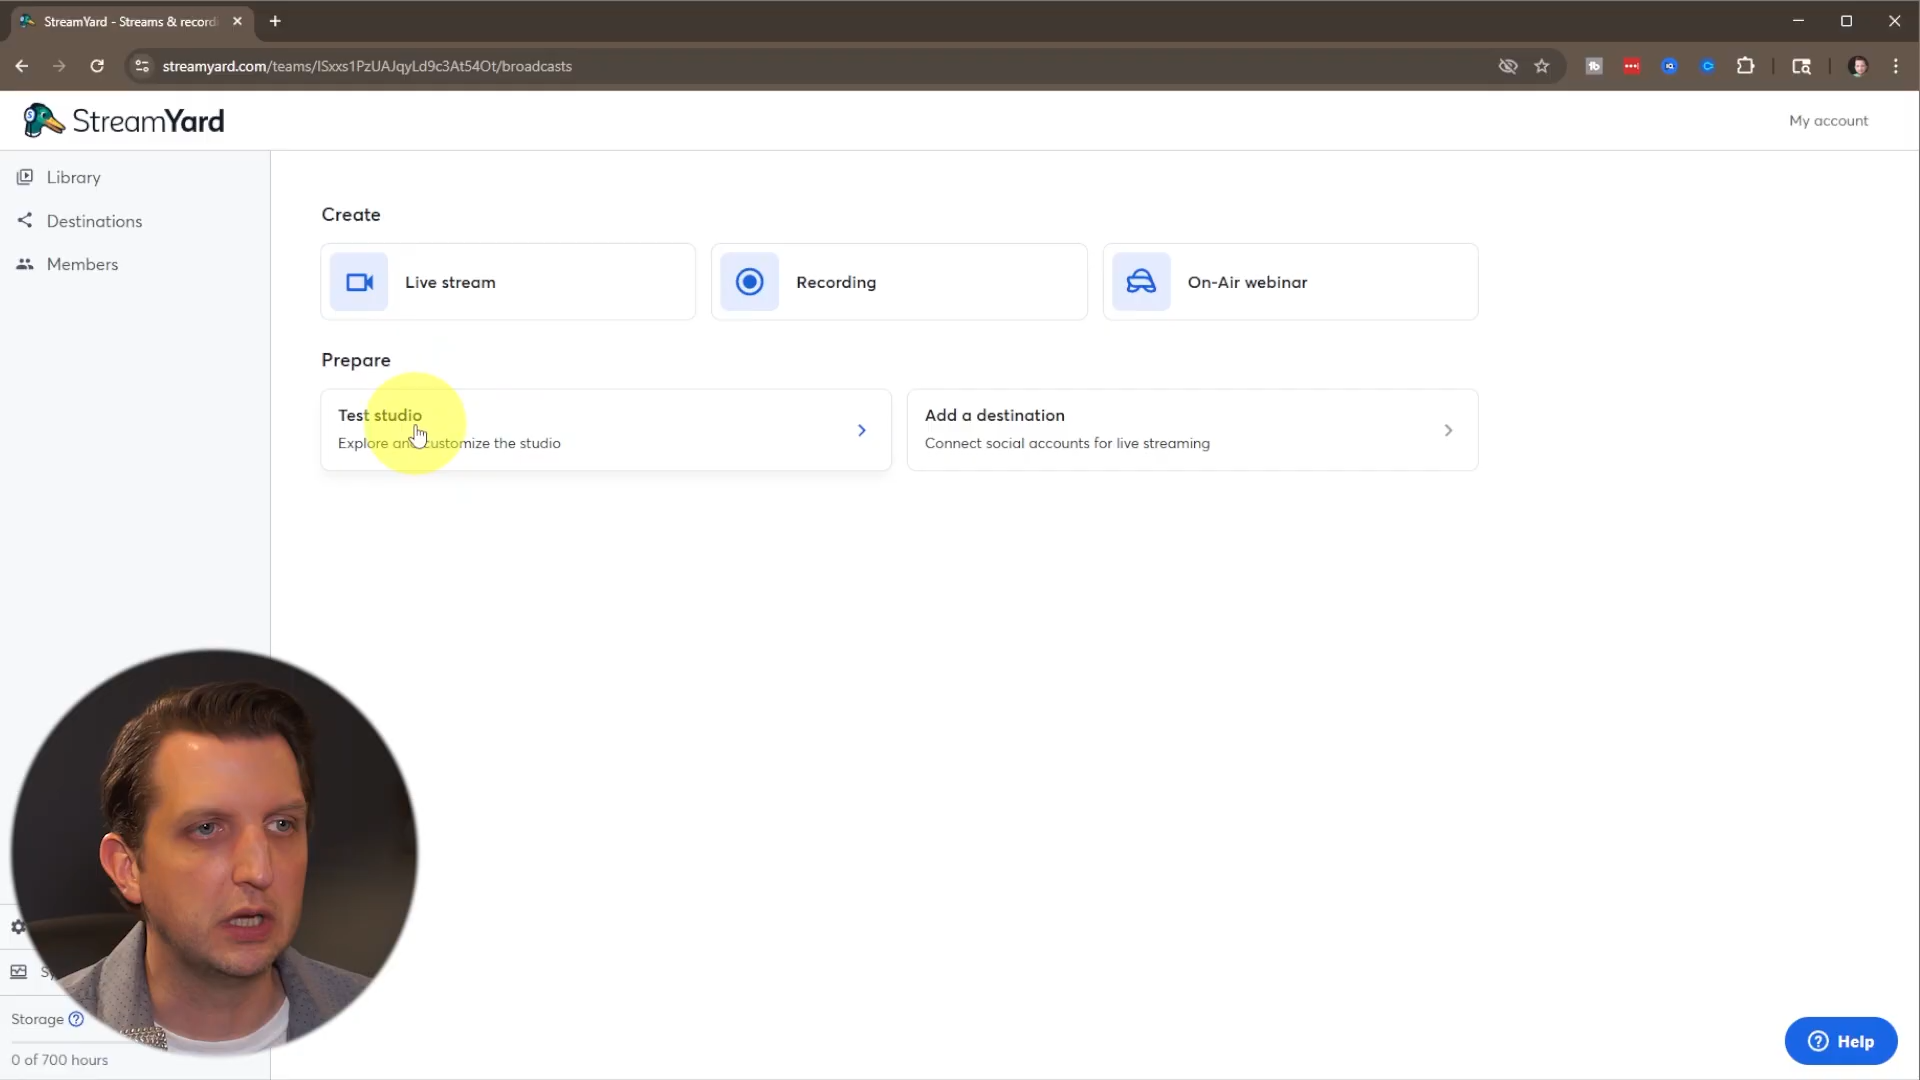 StreamYard - Streams & record
streamyard.com/teams/ISxxs1PzUAJqyLd9c3At54Ot/broadcasts
StreamYard
My account
Library
Destinations
Members
Create
Live stream
Recording
On-Air webinar
Prepare
Test studio
Explore and customize the studio
Add a destination
Connect social accounts for live streaming
Storage
0 of 700 hours
Help